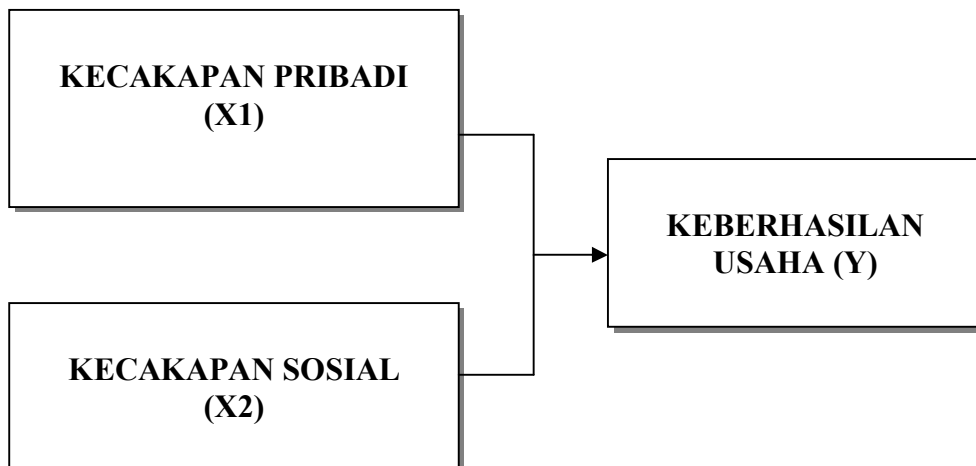 KECAKAPAN PRIBADI
(X1)
KEBERHASILAN
USAHA (Y)
KECAKAPAN SOSIAL
(X2)